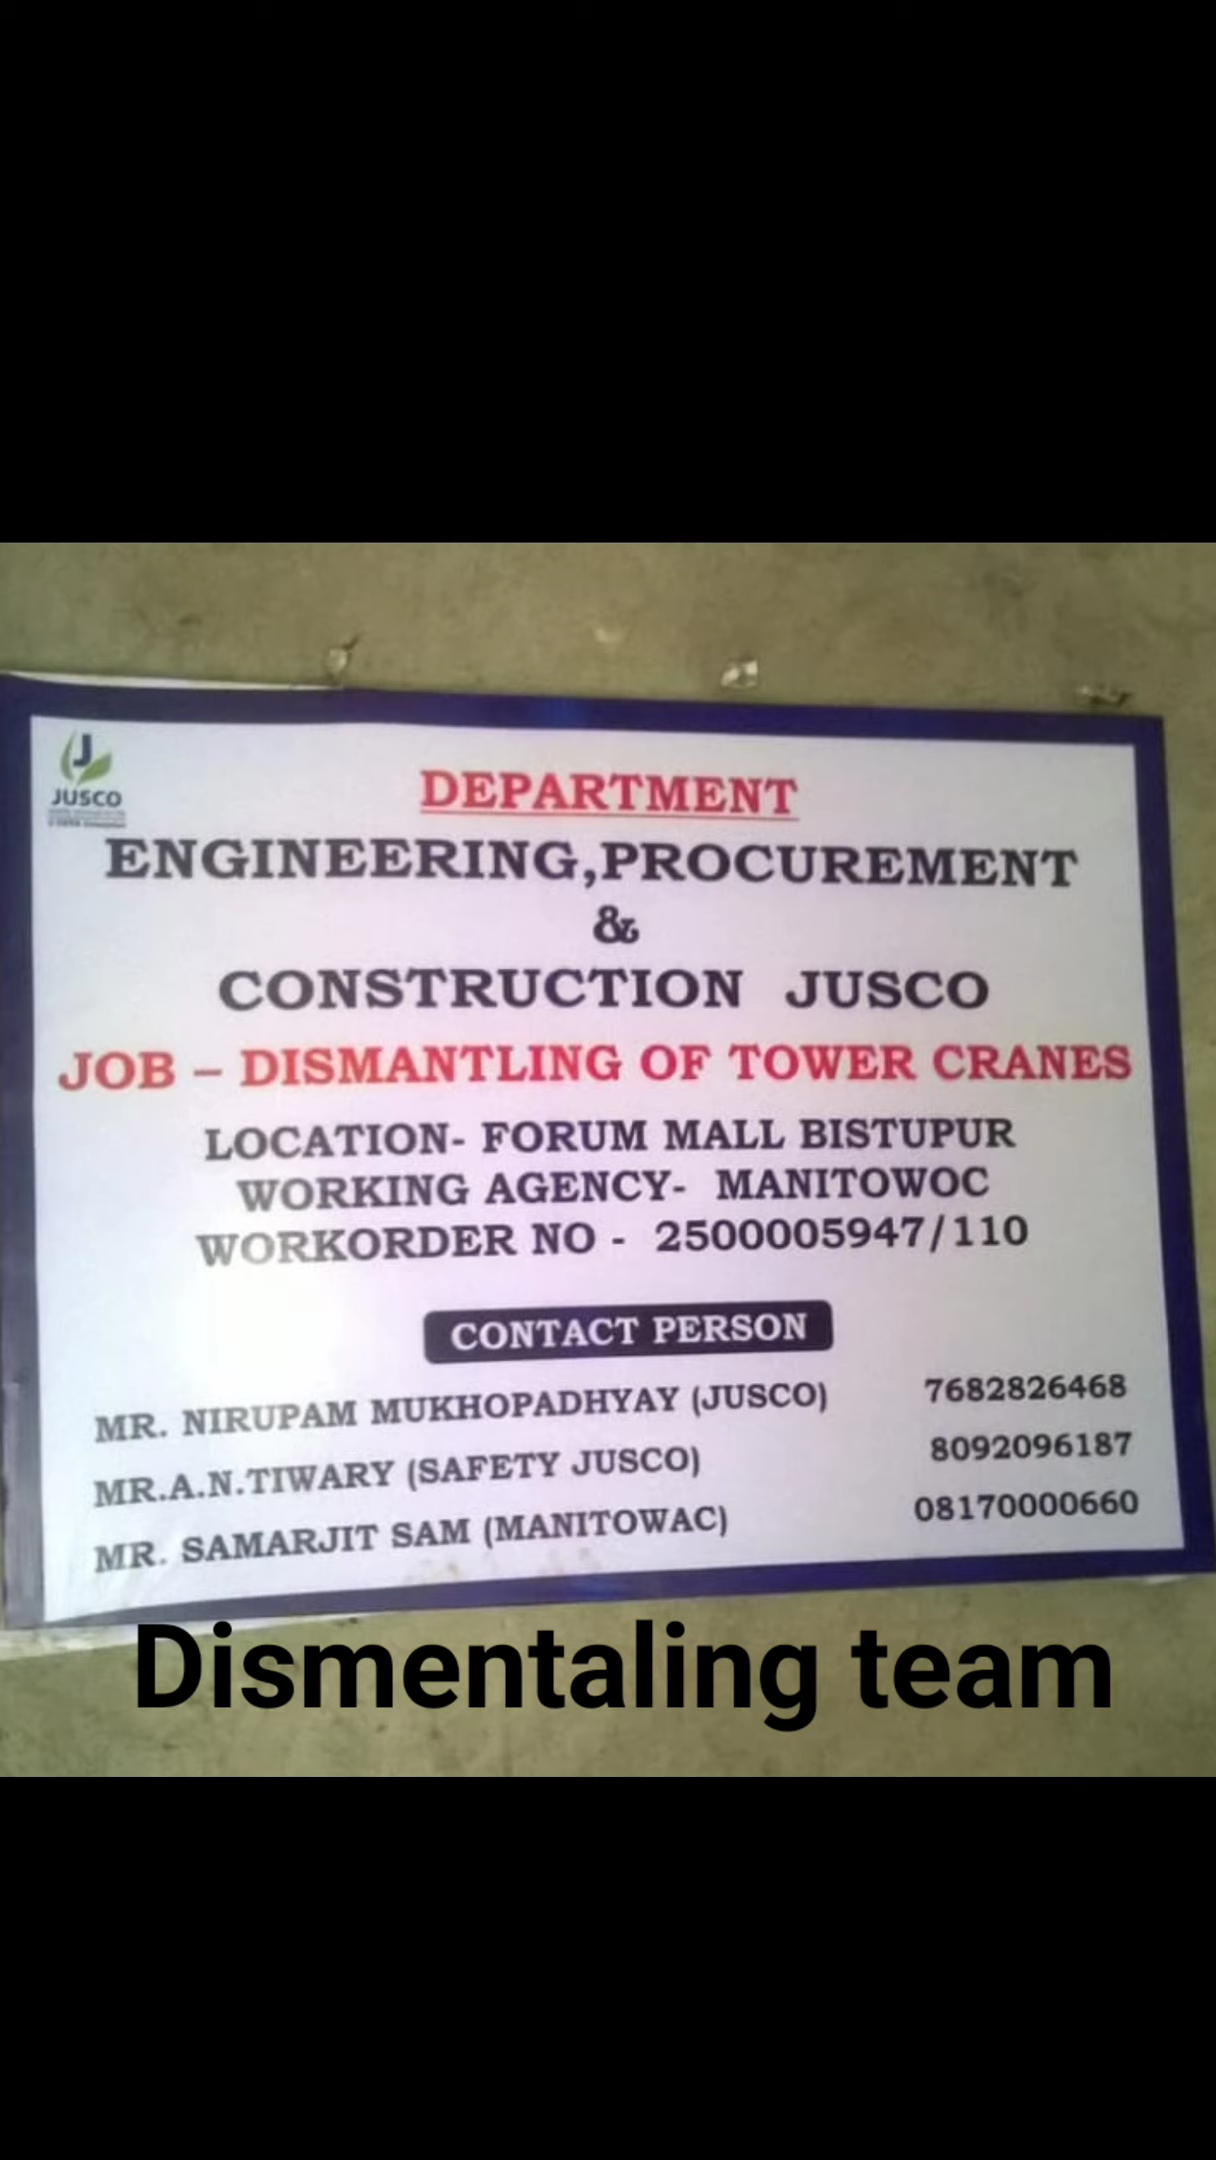 JUSCO
DEPARTMENT
ENGINEERING,PROCUREMENT
&
CONSTRUCTION JUSCO
JOB – DISMANTLING OF TOWER CRANES
LOCATION- FORUM MALL BISTUPUR
WORKING AGENCY- MANITOWOC
WORKORDER NO - 2500005947/110
CONTACT PERSON
MR. NIRUPAM MUKHOPADHYAY (JUSCO) 7682826468
MR.A.N.TIWARY (SAFETY JUSCO) 8092096187
MR. SAMARJIT SAM (MANITOWAC) 08170000660
Dismentaling team